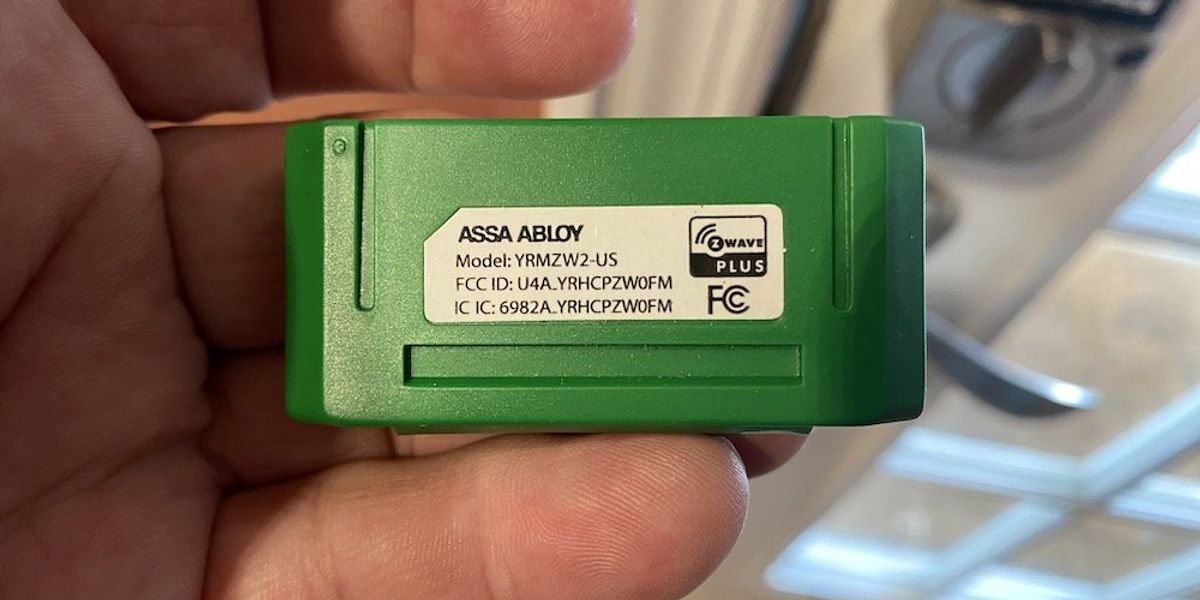 ASSA ABLOY
Model: YRMZW2-US
FCC ID: U4A_YRHCPZW0FM
IC IC: 6982A_YRHCPZW0FM
Z WAVE
PLUS
FC